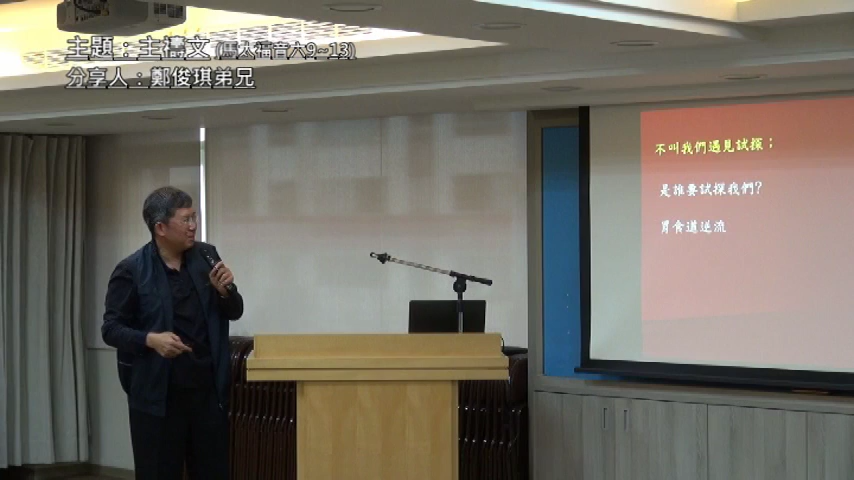 主題：主禱文 (馬太福音六9~13)
分享人：鄭俊琪弟兄
不叫我們遇見試探；
是誰要試探我們?
胃食道逆流